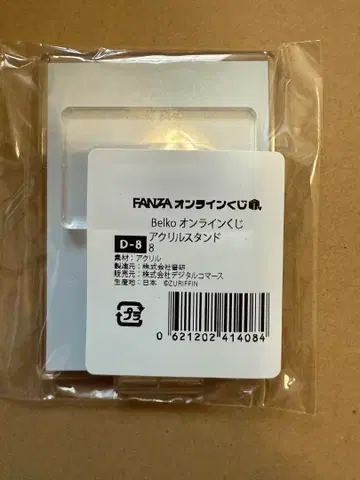 FANZA オンラインくじ
Belko オンラインくじ
D-8 アクリルスタンド
8
素材：アクリル
製造元：株式会社音研
販売元：株式会社デジタルコマース
生産地：日本 ©ZURIFFIN
プラ
0 621202 414084